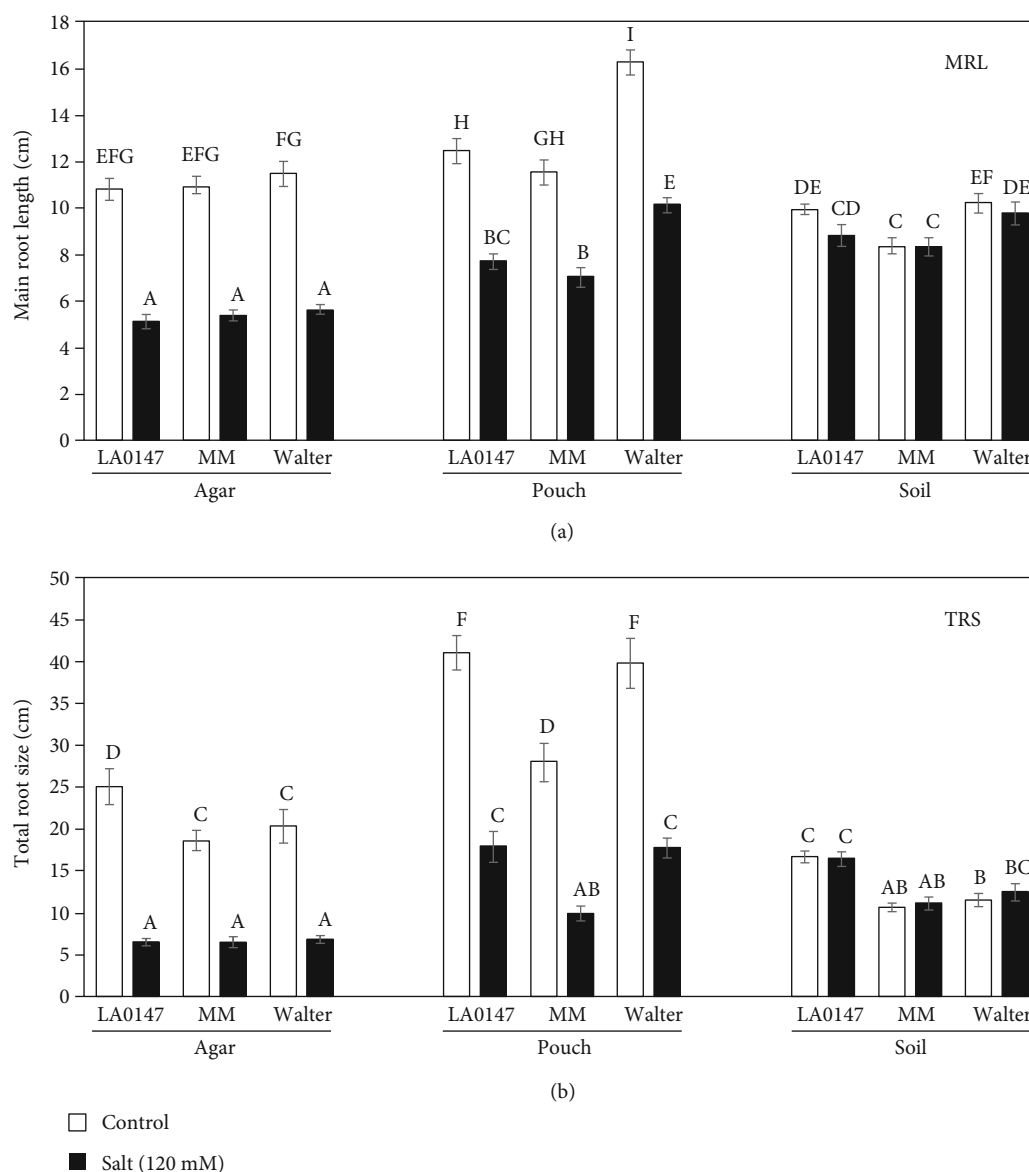 18
16
14
12
10
8
6
4
2
0
Main root length (cm)
MRL
EFG A EFG A FG A H BC GH B I E DE CD C C EF DE
LA0147 MM Walter LA0147 MM Walter LA0147 MM Walter
Agar Pouch Soil
(a)
50
45
40
35
30
25
20
15
10
5
0
Total root size (cm)
TRS
D A C A C A F C D AB F C C C AB AB B BC
LA0147 MM Walter LA0147 MM Walter LA0147 MM Walter
Agar Pouch Soil
(b)
Control
Salt (120 mM)